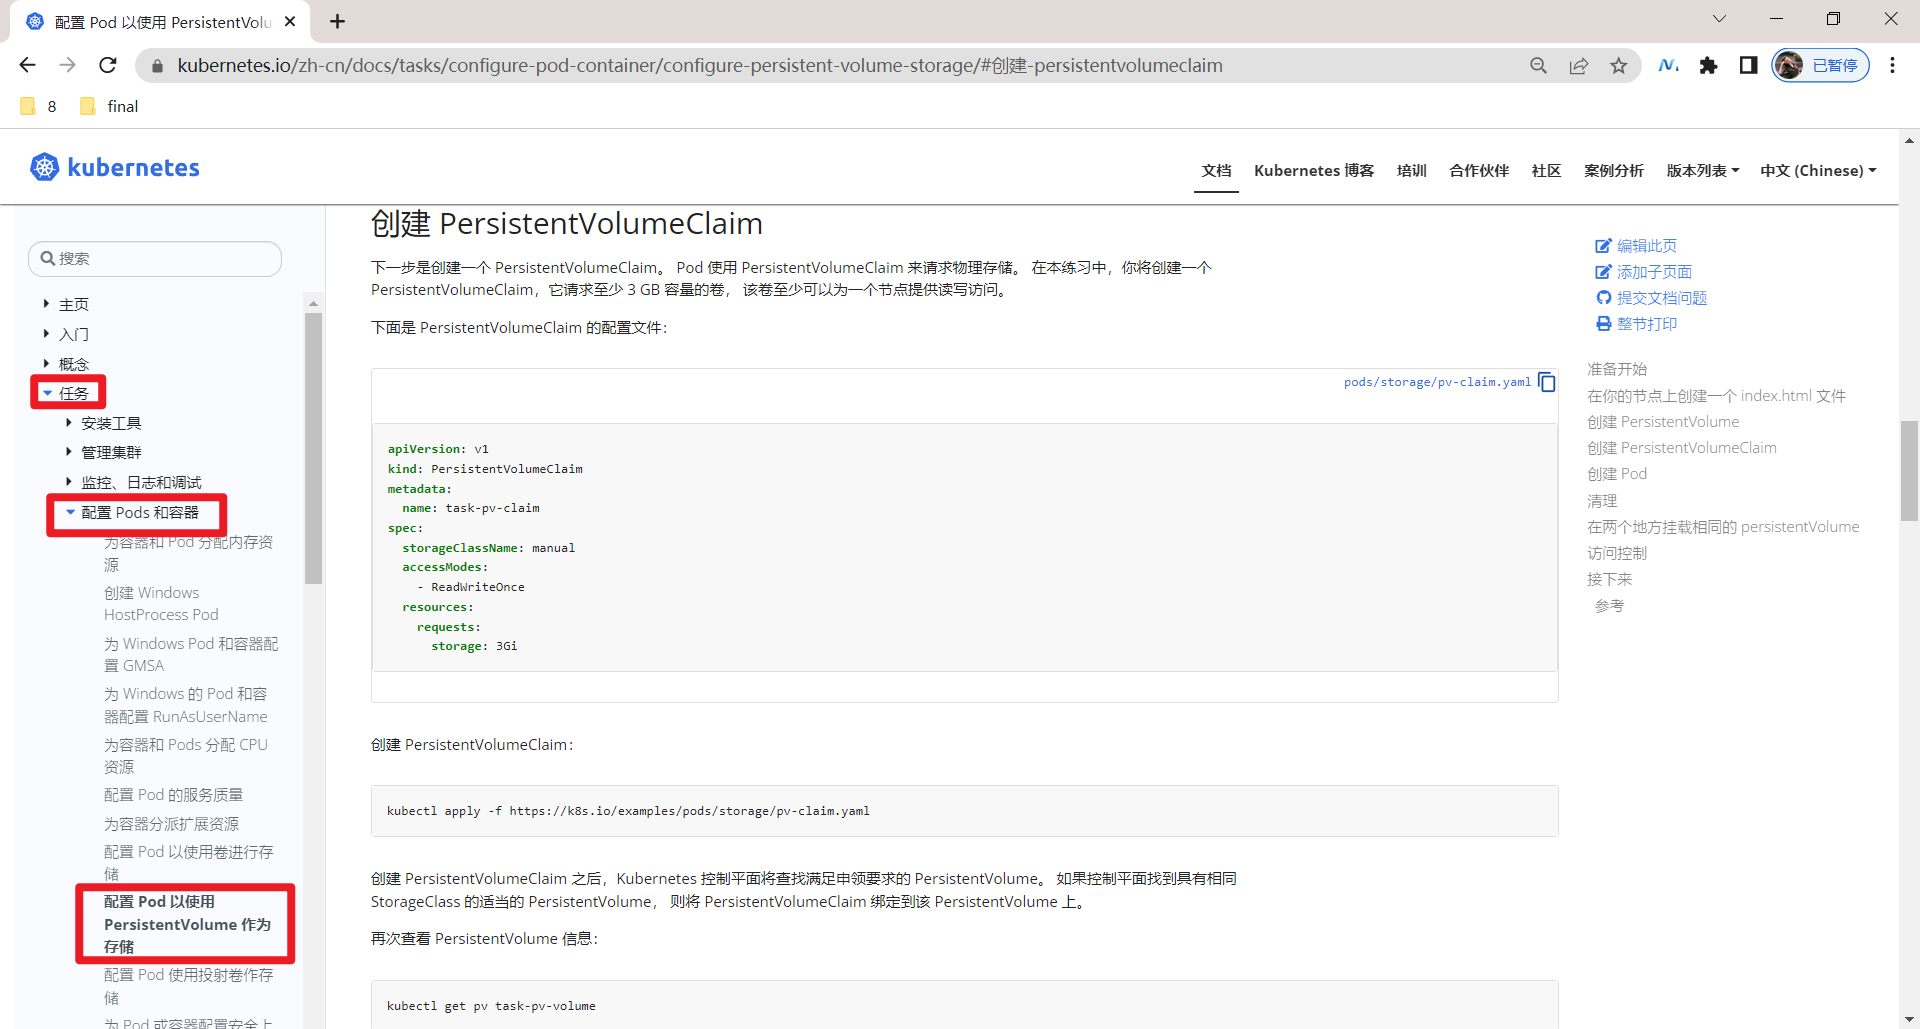 配置 Pod 以使用 PersistentVolu
kubernetes.io/zh-cn/docs/tasks/configure-pod-container/configure-persistent-volume-storage/#创建-persistentvolumeclaim
已暂停
8
final
kubernetes
文档
Kubernetes 博客
培训
合作伙伴
社区
案例分析
版本列表
中文 (Chinese)
搜索
主页
入门
概念
任务
安装工具
管理集群
监控、日志和调试
配置 Pods 和容器
为容器和 Pod 分配内存资
源
创建 Windows
HostProcess Pod
为 Windows Pod 和容器配
置 GMSA
为 Windows 的 Pod 和容
器配置 RunAsUserName
为容器和 Pods 分配 CPU
资源
配置 Pod 的服务质量
为容器分派扩展资源
配置 Pod 以使用卷进行存
储
配置 Pod 以使用
PersistentVolume 作为
存储
配置 Pod 使用投射卷作存
储
为 Pod 或容器配置安全上
创建 PersistentVolumeClaim
下一步是创建一个 PersistentVolumeClaim。 Pod 使用 PersistentVolumeClaim 来请求物理存储。 在本练习中，你将创建一个
PersistentVolumeClaim，它请求至少 3 GB 容量的卷， 该卷至少可以为一个节点提供读写访问。
下面是 PersistentVolumeClaim 的配置文件：
pods/storage/pv-claim.yaml
apiVersion: v1
kind: PersistentVolumeClaim
metadata:
  name: task-pv-claim
spec:
  storageClassName: manual
  accessModes:
    - ReadWriteOnce
  resources:
    requests:
      storage: 3Gi
创建 PersistentVolumeClaim：
kubectl apply -f https://k8s.io/examples/pods/storage/pv-claim.yaml
创建 PersistentVolumeClaim 之后，Kubernetes 控制平面将查找满足申领要求的 PersistentVolume。 如果控制平面找到具有相同
StorageClass 的适当的 PersistentVolume， 则将 PersistentVolumeClaim 绑定到该 PersistentVolume 上。
再次查看 PersistentVolume 信息：
kubectl get pv task-pv-volume
编辑此页
添加子页面
提交文档问题
整节打印
准备开始
在你的节点上创建一个 index.html 文件
创建 PersistentVolume
创建 PersistentVolumeClaim
创建 Pod
清理
在两个地方挂载相同的 persistentVolume
访问控制
接下来
参考